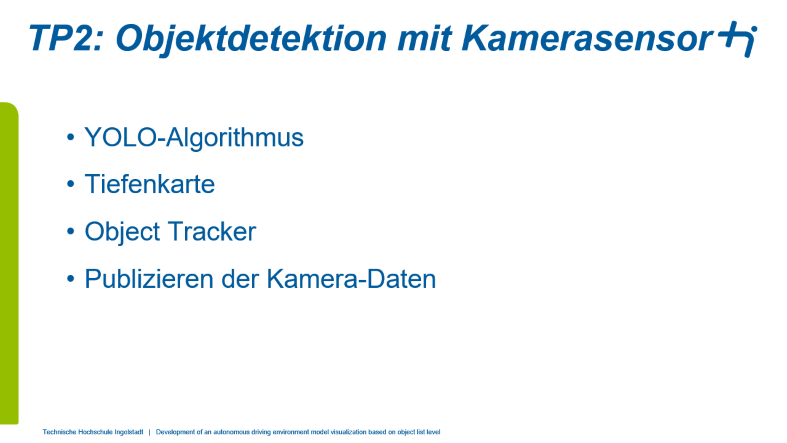 TP2: Objektdetektion mit Kamerasensor
• YOLO-Algorithmus
• Tiefenkarte
• Object Tracker
• Publizieren der Kamera-Daten
Technische Hochschule Ingolstadt | Development of an autonomous driving environment model visualization based on object list level